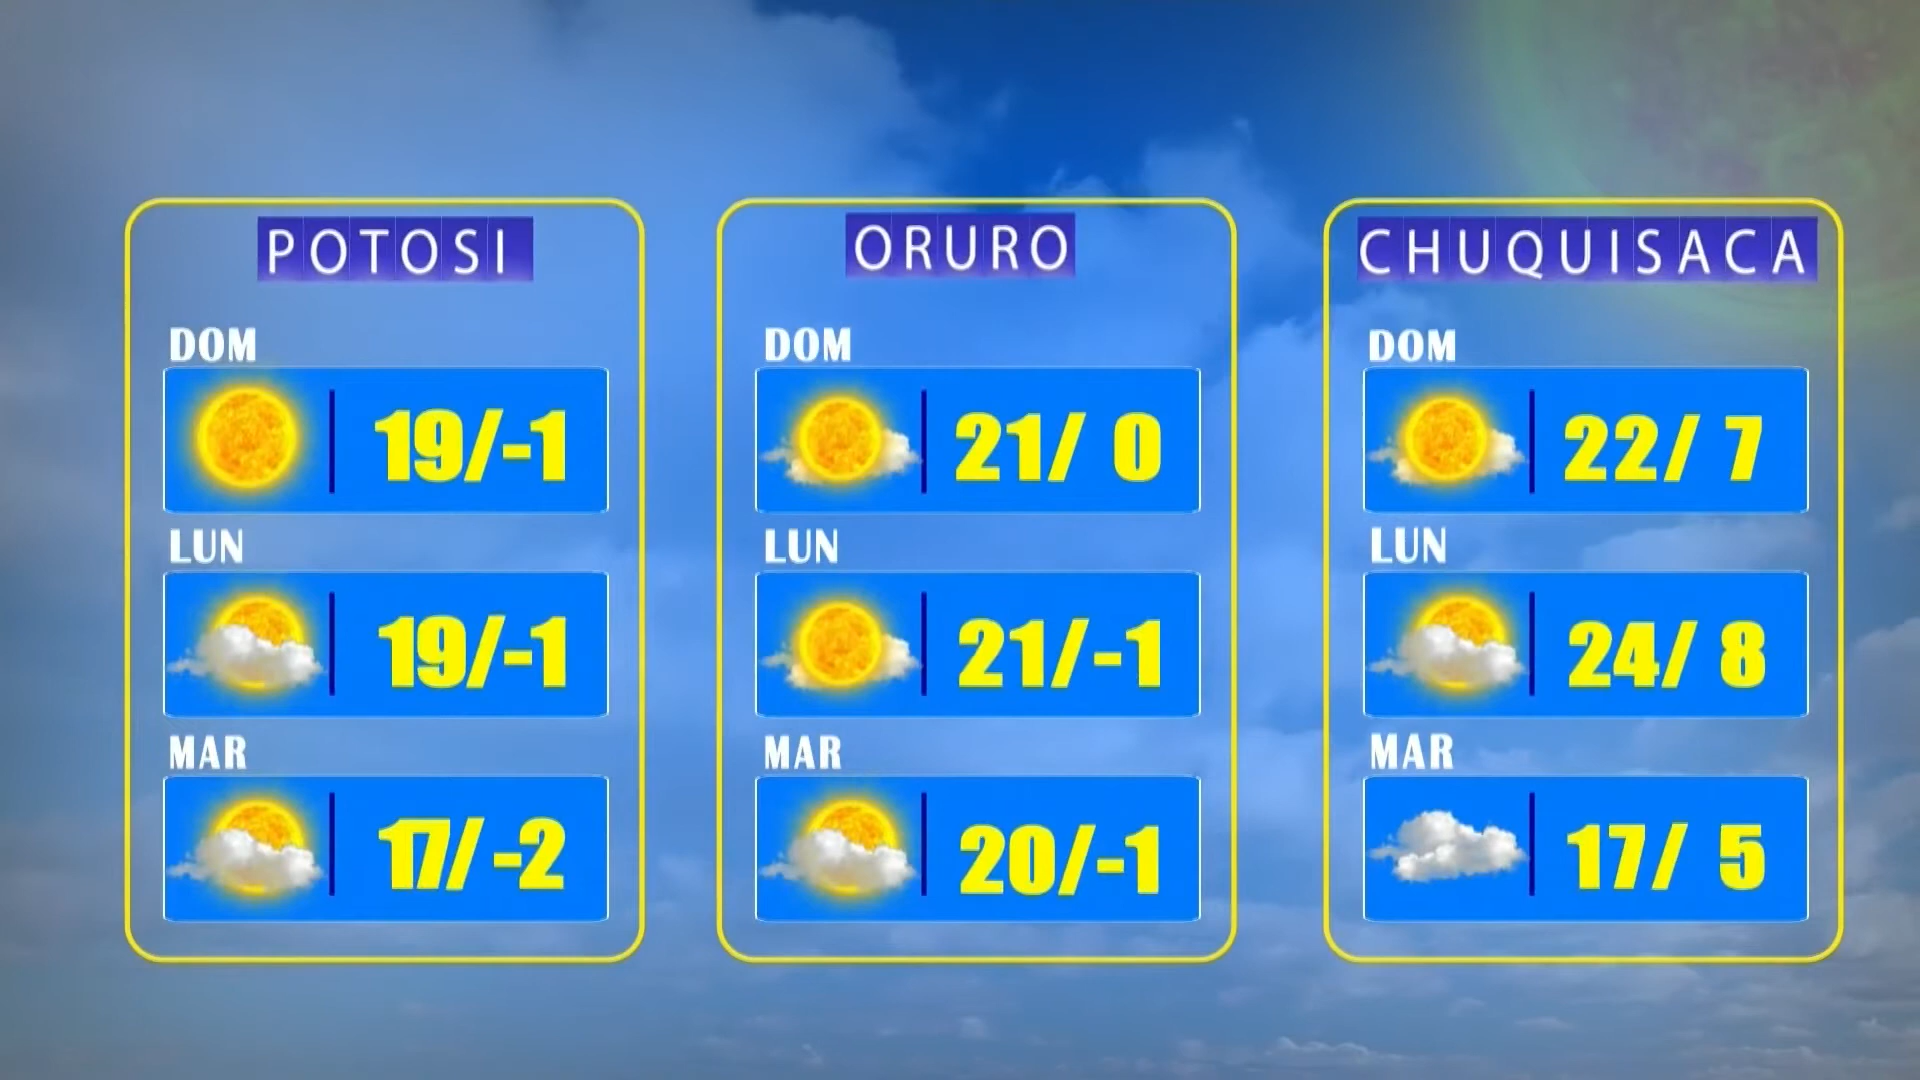 POTOSI
DOM
19/-1
LUN
19/-1
MAR
17/-2
ORURO
DOM
21/ 0
LUN
21/-1
MAR
20/-1
CHUQUISACA
DOM
22/ 7
LUN
24/ 8
MAR
17/ 5